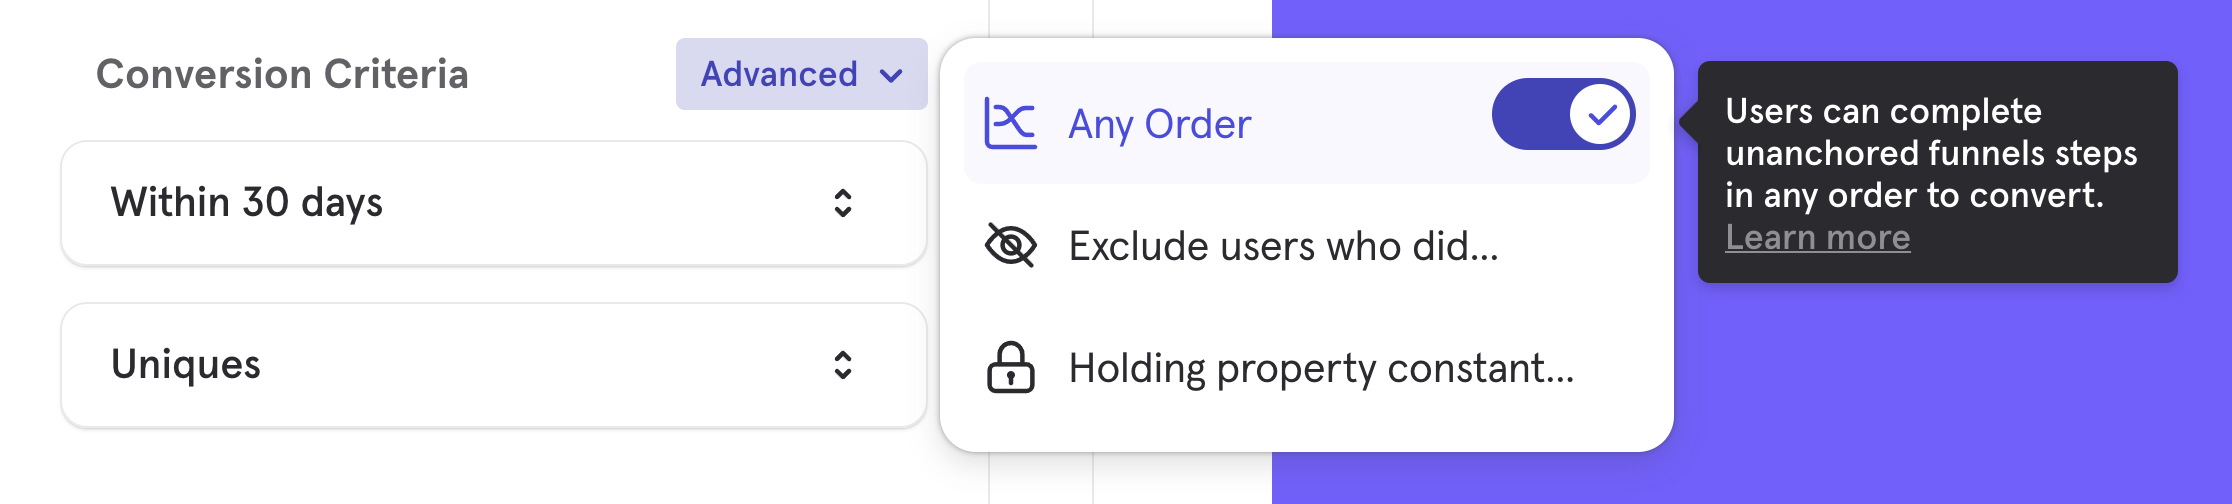 Conversion Criteria
Advanced
Within 30 days
Uniques
Any Order
Exclude users who did...
Holding property constant...
Users can complete
unanchored funnels steps
in any order to convert.
Learn more